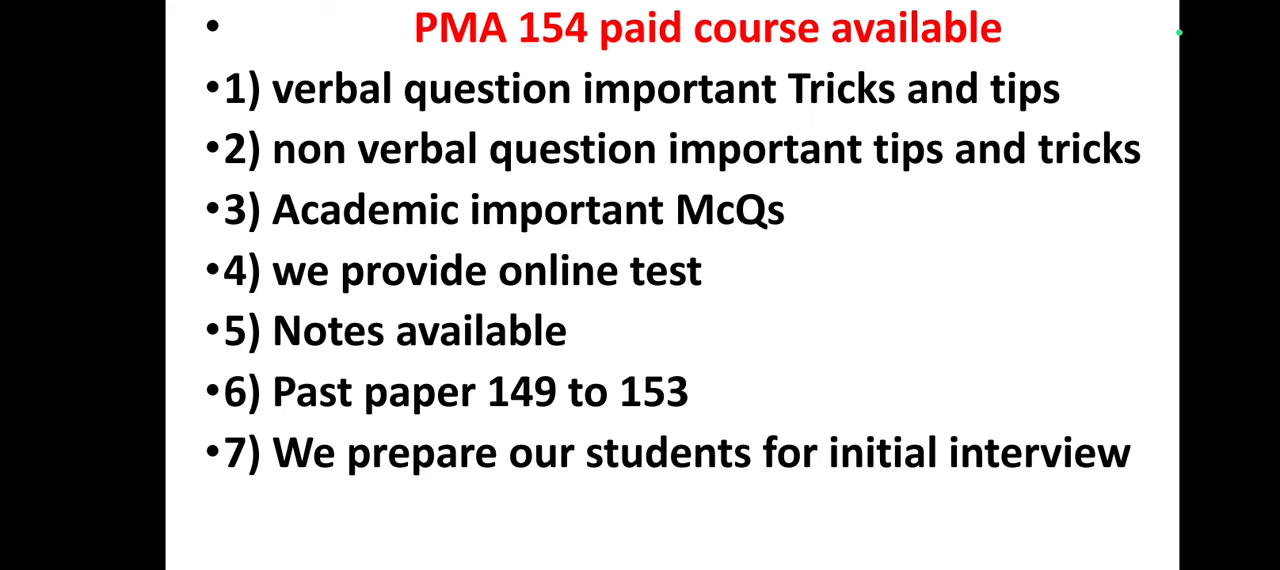 • PMA 154 paid course available
•1) verbal question important Tricks and tips
•2) non verbal question important tips and tricks
•3) Academic important McQs
•4) we provide online test
•5) Notes available
•6) Past paper 149 to 153
•7) We prepare our students for initial interview